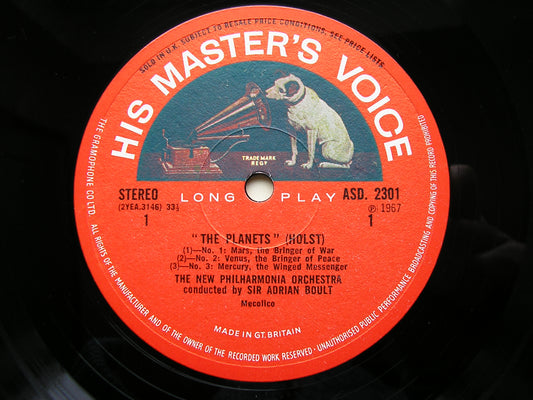 SOLD IN U.K. SUBJECT TO RESALE PRICE CONDITIONS, SEE PRICE LISTS
HIS MASTER'S VOICE
TRADE MARK
REGD
STEREO
(2YEA.3146) 33⅓
1
LONG PLAY
ASD. 2301
Ⓟ 1967
1
"THE PLANETS" (HOLST)
(1)—No. 1: Mars, the Bringer of War
(2)—No. 2: Venus, the Bringer of Peace
(3)—No. 3: Mercury, the Winged Messenger
THE NEW PHILHARMONIA ORCHESTRA
conducted by SIR ADRIAN BOULT
Mecolico
MADE IN GT. BRITAIN
THE GRAMOPHONE CO. LTD.
ALL RIGHTS OF THE MANUFACTURER AND OF THE OWNER OF THE RECORDED WORK RESERVED · UNAUTHORISED PUBLIC PERFORMANCE BROADCASTING AND COPYING OF THIS RECORD PROHIBITED